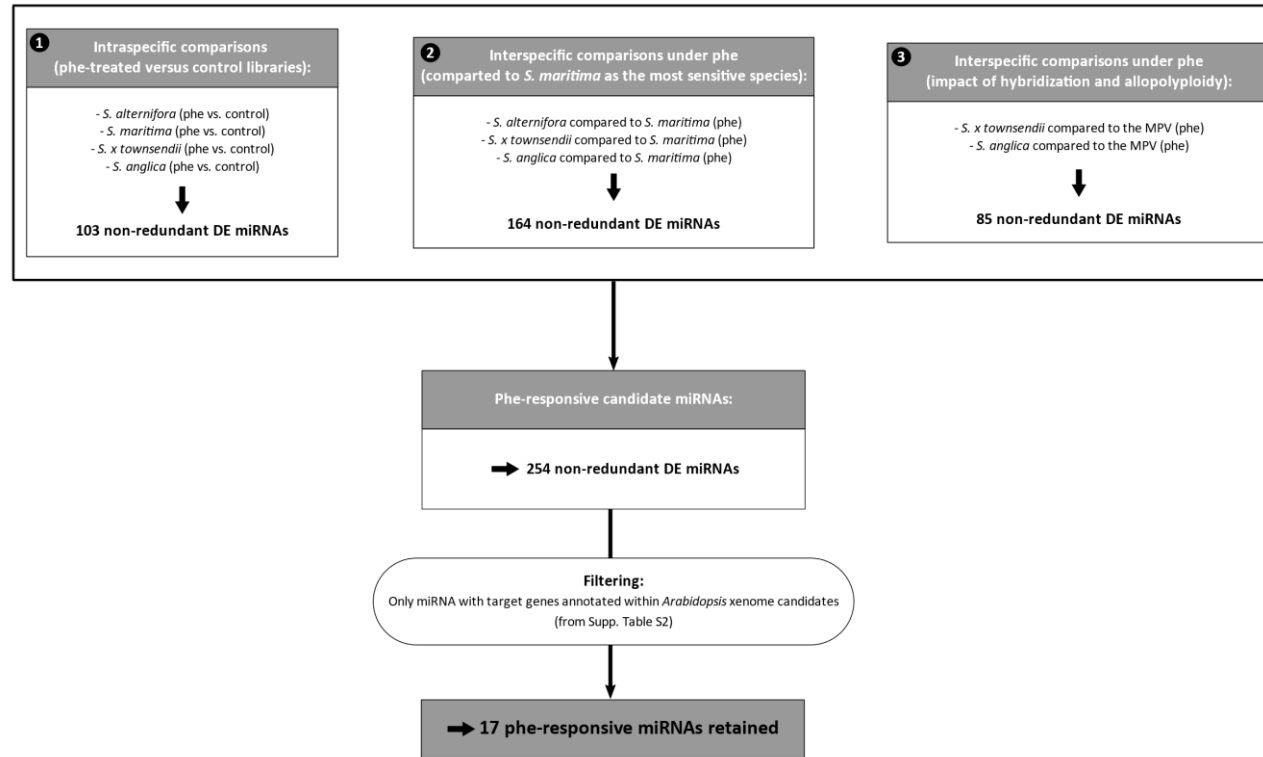 1
Intraspecific comparisons
(phe-treated versus control libraries):
- S. alternifora (phe vs. control)
- S. maritima (phe vs. control)
- S. x townsendii (phe vs. control)
- S. anglica (phe vs. control)
103 non-redundant DE miRNAs
2
Interspecific comparisons under phe
(comparted to S. maritima as the most sensitive species):
- S. alternifora compared to S. maritima (phe)
- S. x townsendii compared to S. maritima (phe)
- S. anglica compared to S. maritima (phe)
164 non-redundant DE miRNAs
3
Interspecific comparisons under phe
(impact of hybridization and allopolyploidy):
- S. x townsendii compared to the MPV (phe)
- S. anglica compared to the MPV (phe)
85 non-redundant DE miRNAs
Phe-responsive candidate miRNAs:
254 non-redundant DE miRNAs
Filtering:
Only miRNA with target genes annotated within Arabidopsis xenome candidates
(from Supp. Table S2)
17 phe-responsive miRNAs retained